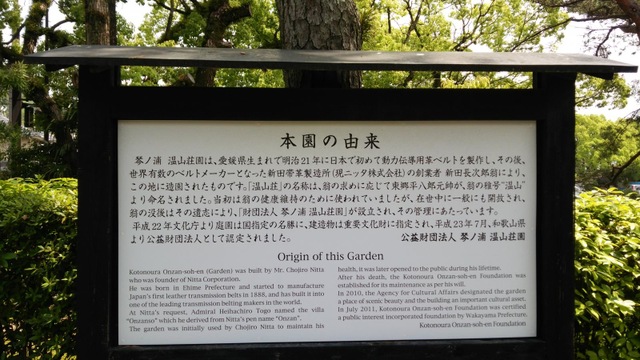 本園の由来
琴ノ浦 温山荘園は、愛媛県生まれで明治21年に日本で初めて動力伝導用革ベルトを製作し、その後、
世界有数のベルトメーカーとなった新田帯革製造所(現ニッタ株式会社)の創業者 新田長次郎翁により、
この地に造園されたものです。「温山荘」の名称は、翁の求めに応じて東郷平八郎元帥が、翁の雅号"温山"
より命名されました。当初は翁の健康維持のために使われていましたが、在世中に一般にも開放され、
翁の没後はその遺志により、「財団法人 琴ノ浦 温山荘園」が設立され、その管理にあたっています。
平成22年文化庁より庭園は国指定の名勝に、建造物は重要文化財に指定され、平成23年7月、和歌山県
より公益財団法人として認定されました。
公益財団法人 琴ノ浦 温山荘園
Origin of this Garden
Kotonoura Onzan-soh-en (Garden) was built by Mr. Chojiro Nitta
who was founder of Nitta Corporation.
He was born in Ehime Prefecture and started to manufacture
Japan's first leather transmission belts in 1888, and has built it into
one of the leading transmission belting makers in the world.
At Nitta's request, Admiral Heihachiro Togo named the villa
"Onzanso" which he derived from Nitta's pen name "Onzan".
The garden was initially used by Chojiro Nitta to maintain his
health, it was later opened to the public during his lifetime.
After his death, the Kotonoura Onzan-soh-en Foundation was
established for its maintenance as per his will.
In 2010, the Agency for Cultural Affairs designated the garden
a place of scenic beauty and the building an important cultural asset.
In July 2011, Kotonoura Onzan-soh-en Foundation was certified
a public interest incorporated foundation by Wakayama Prefecture.
Kotonoura Onzan-soh-en Foundation